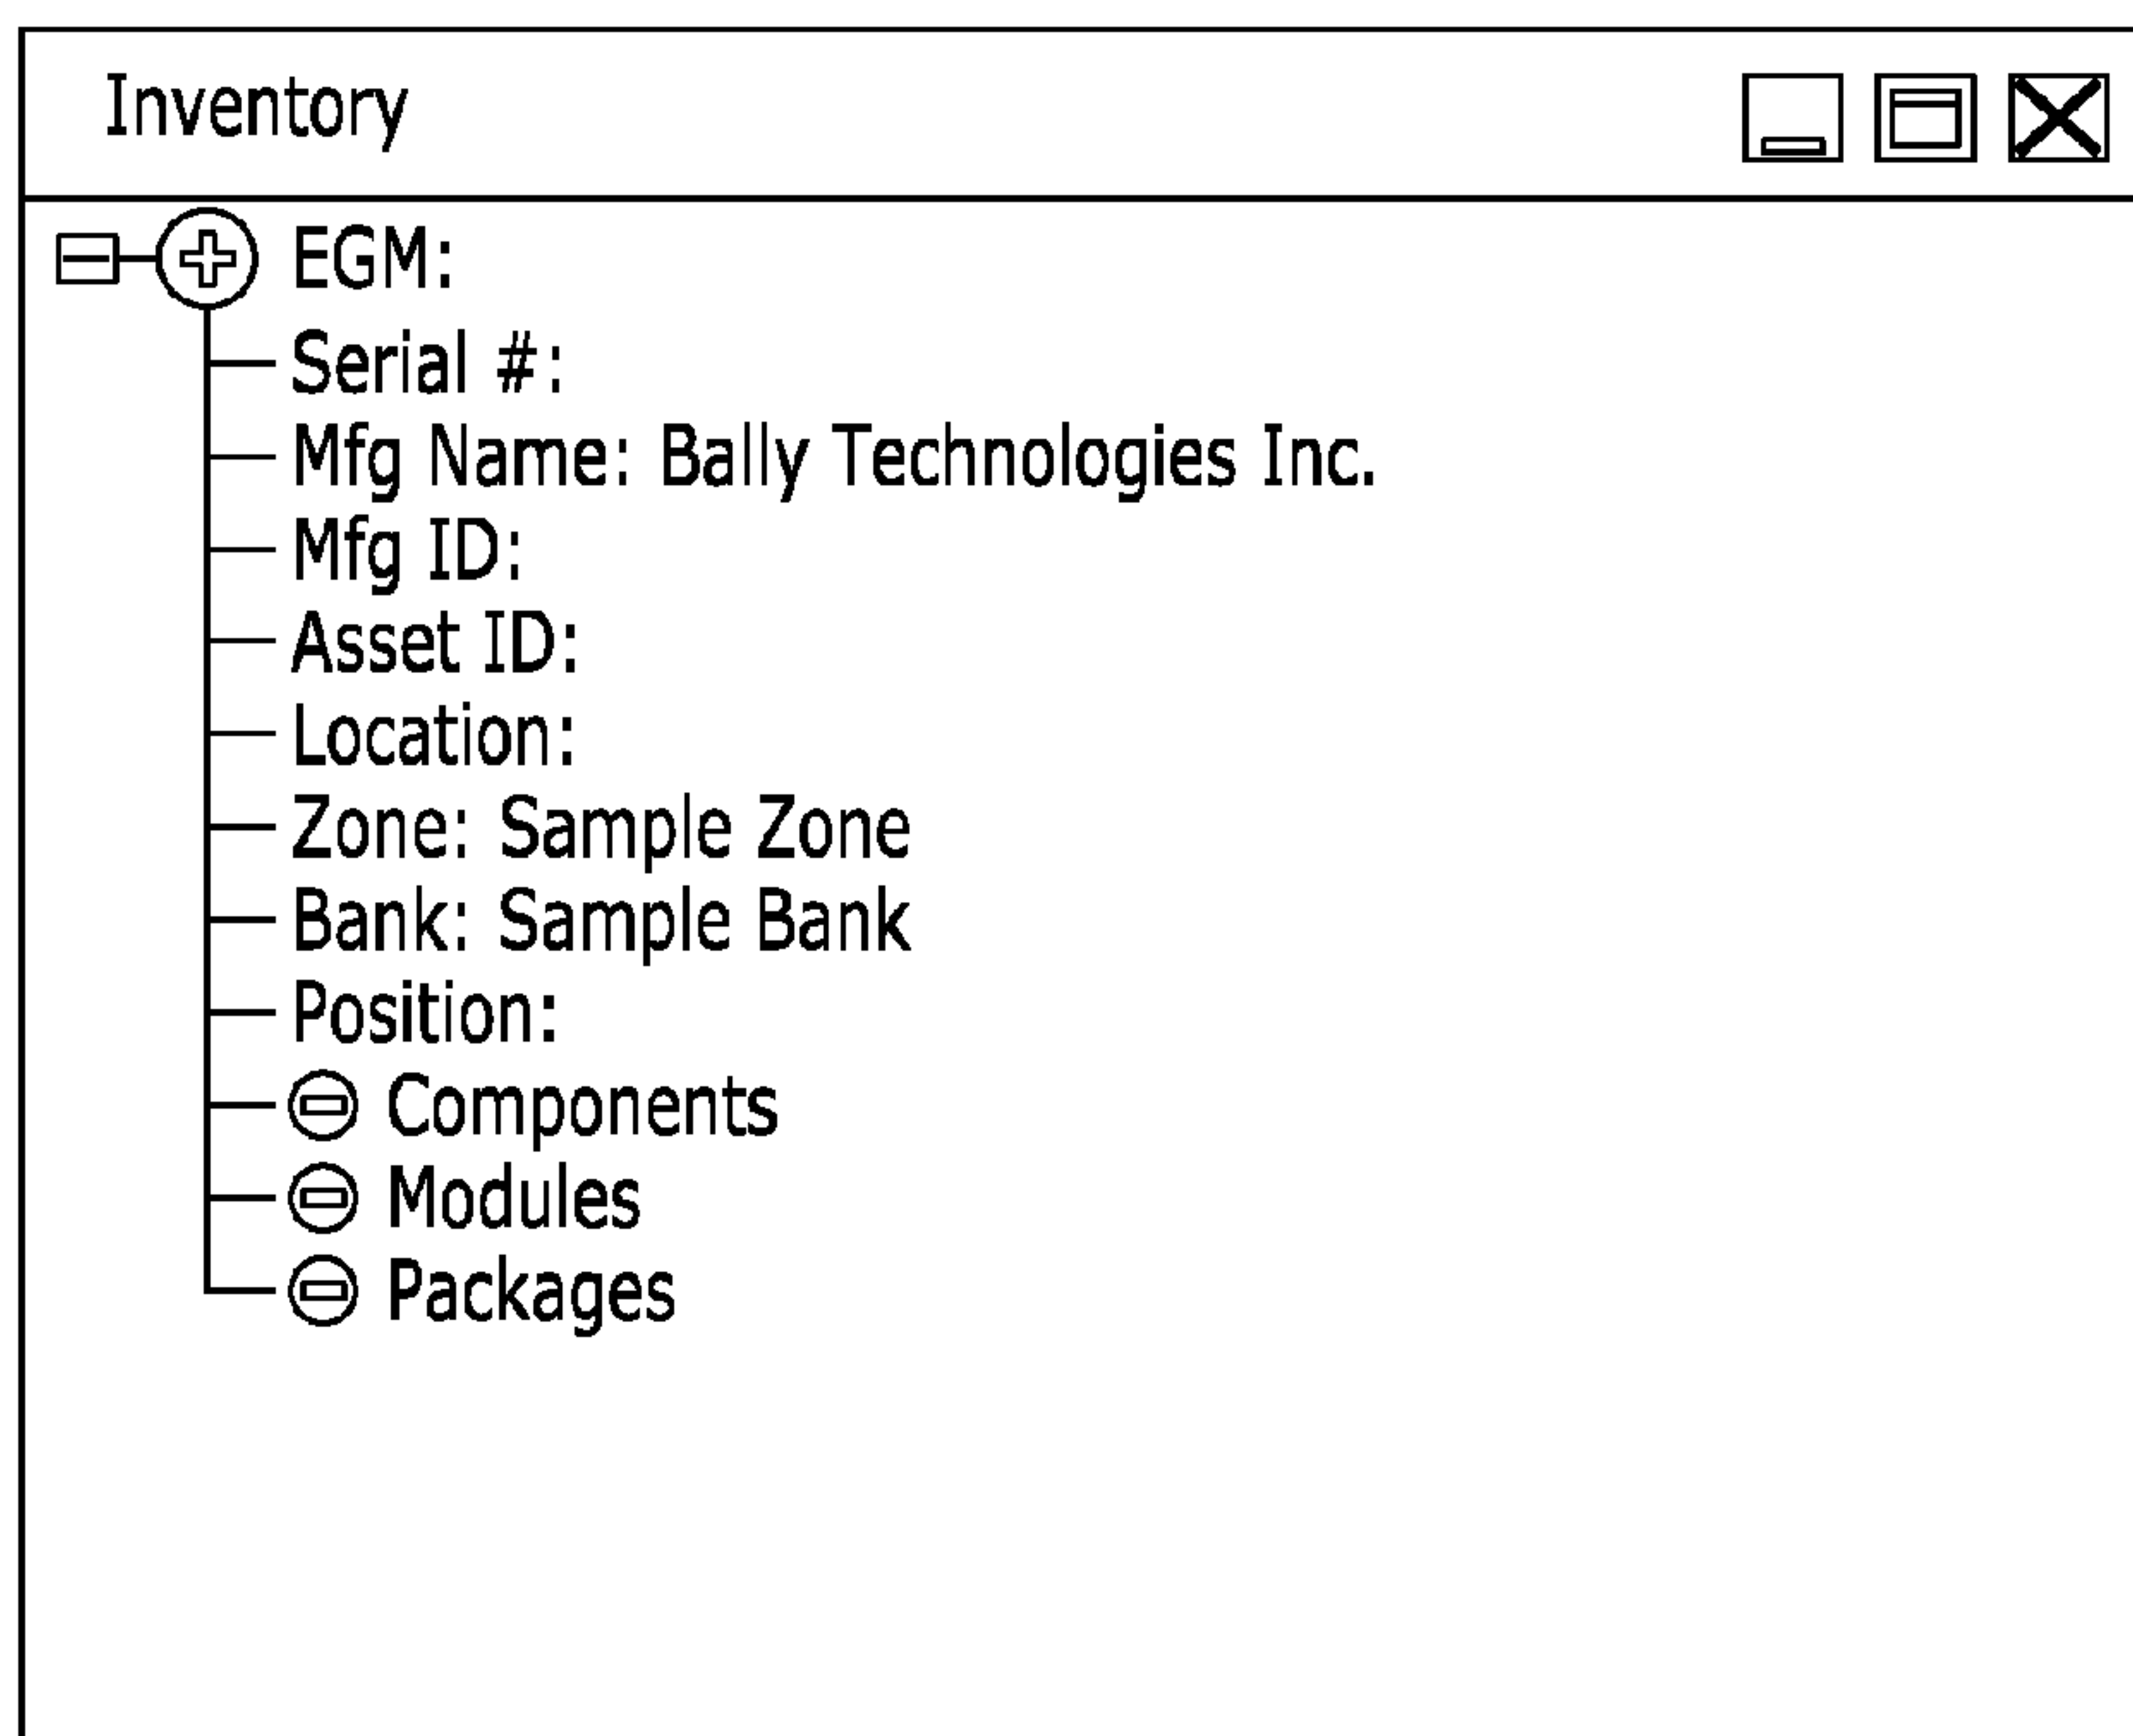 Inventory
EGM:
Serial #:
Mfg Name: Bally Technologies Inc.
Mfg ID:
Asset ID:
Location:
Zone: Sample Zone
Bank: Sample Bank
Position:
Components
Modules
Packages